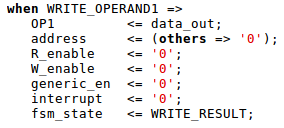 when WRITE_OPERAND1 =>
OP1 <= data_out;
address <= (others => '0');
R_enable <= '0';
W_enable <= '0';
generic_en <= '0';
interrupt <= '0';
fsm_state <= WRITE_RESULT;